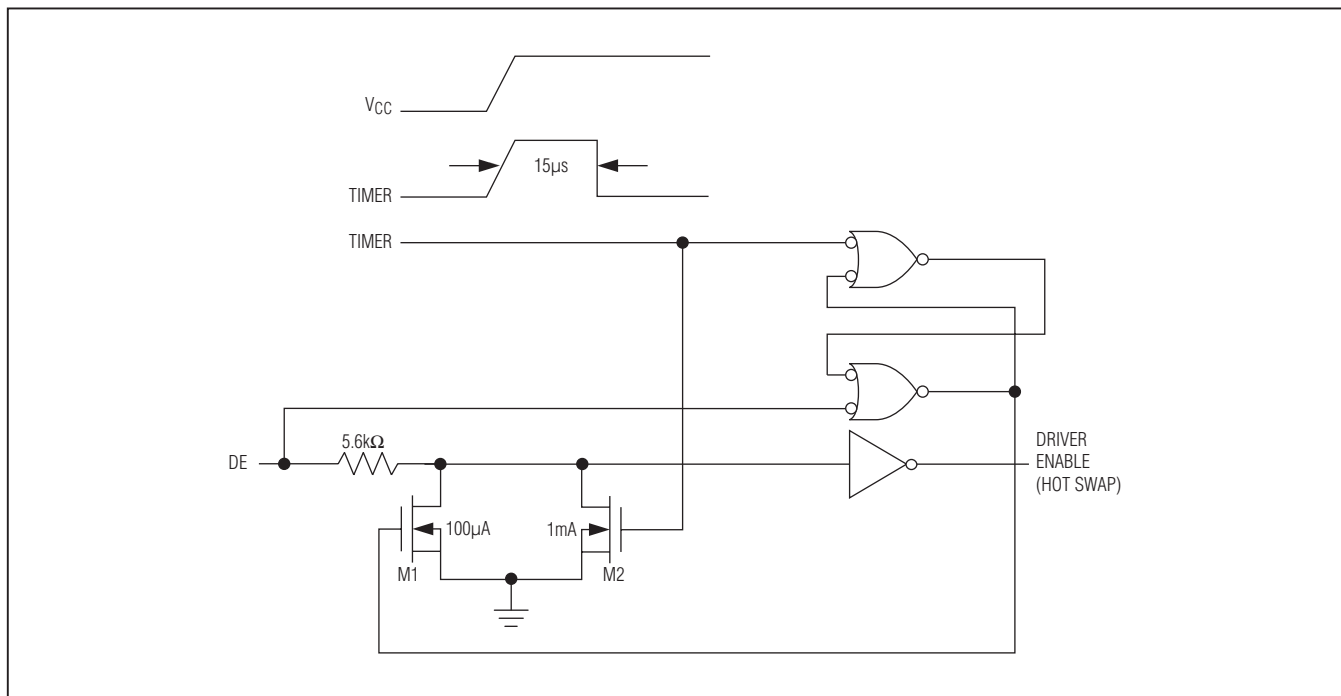 VCC
15µs
TIMER
TIMER
5.6kΩ
DE
DRIVER
ENABLE
(HOT SWAP)
100µA
1mA
M1
M2